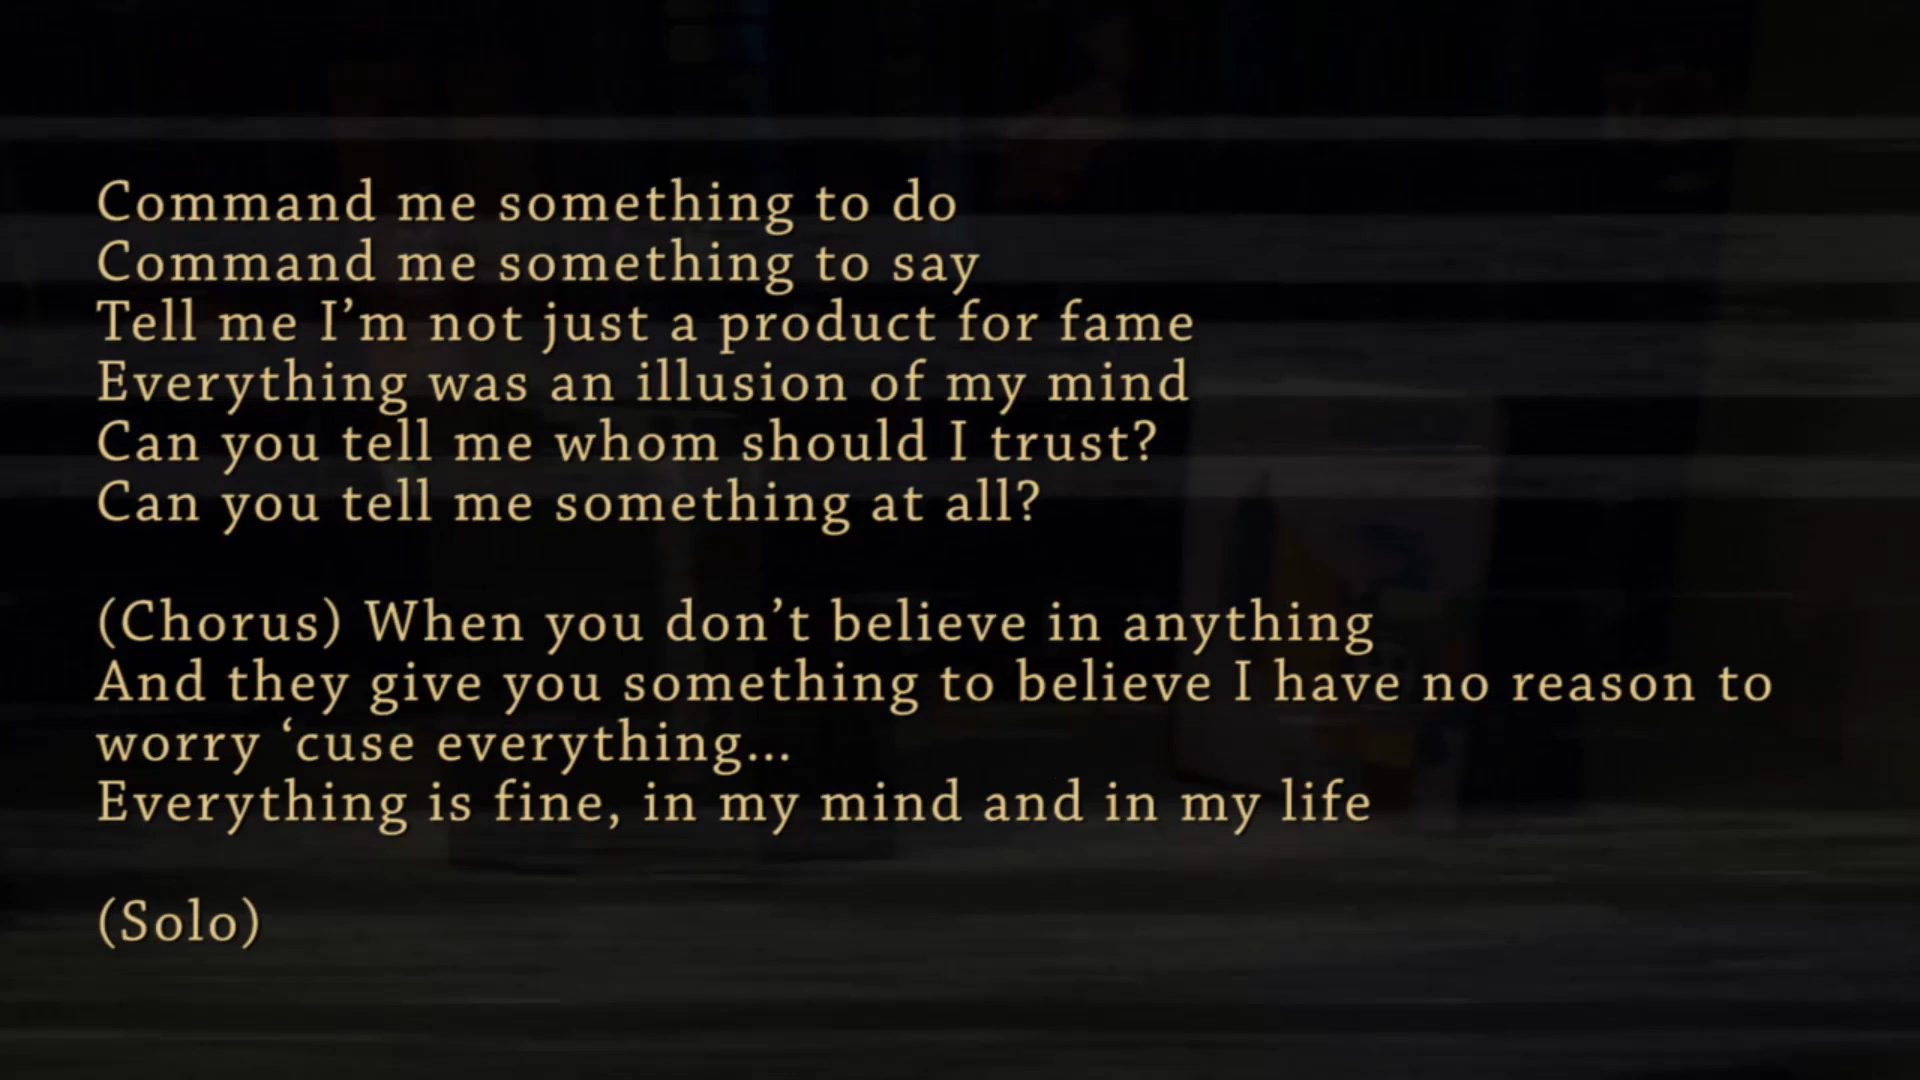 Command me something to do
Command me something to say
Tell me I’m not just a product for fame
Everything was an illusion of my mind
Can you tell me whom should I trust?
Can you tell me something at all?
(Chorus) When you don’t believe in anything
And they give you something to believe I have no reason to
worry ‘cuse everything...
Everything is fine, in my mind and in my life
(Solo)